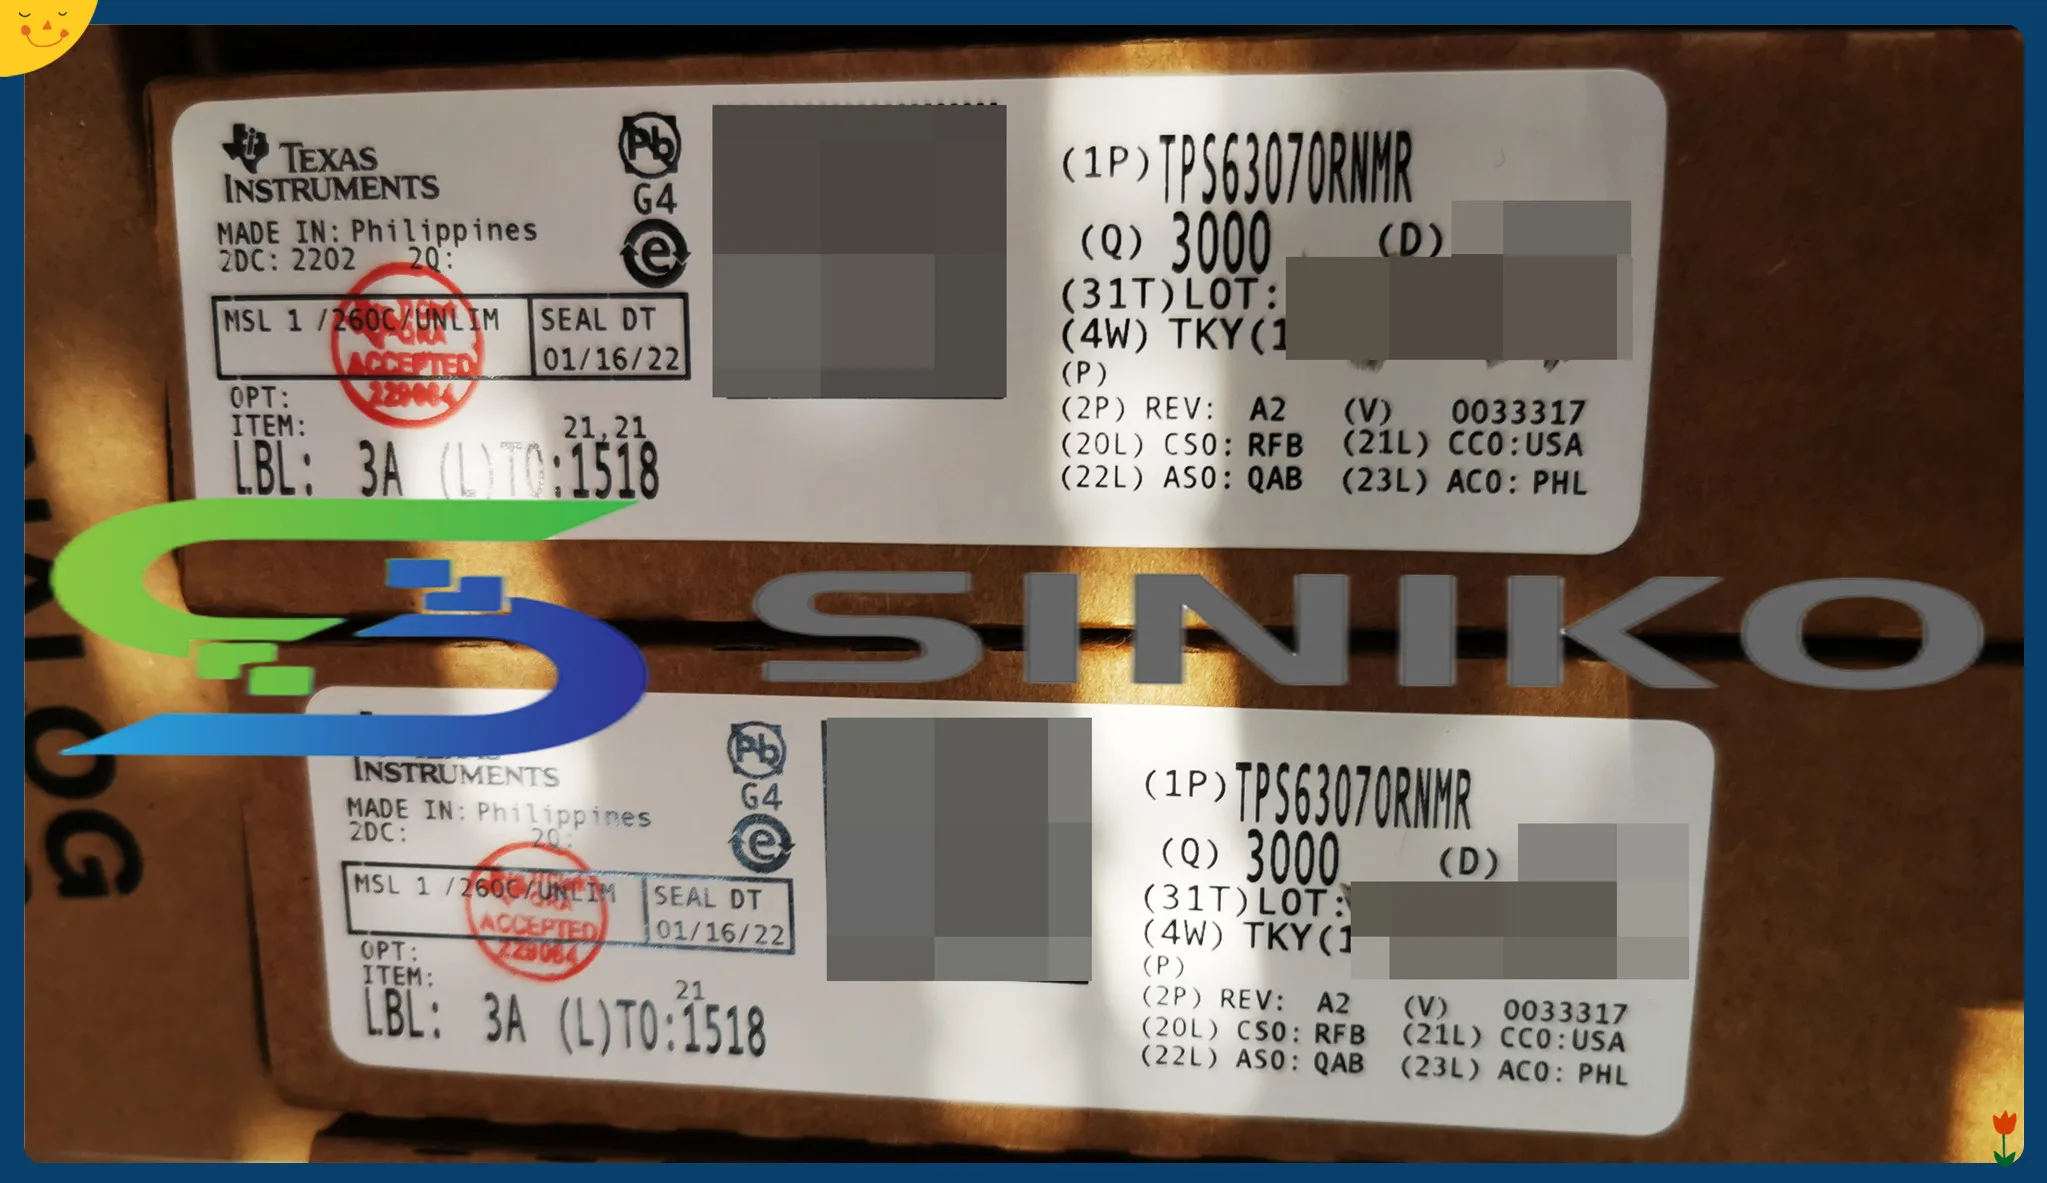 TEXAS
INSTRUMENTS
MADE IN: Philippines
2DC: 2202 2Q:
MSL 1 /260C/UNLIM
SEAL DT
01/16/22
ACCEPTED
OPT:
ITEM:
21,21
LBL: 3A (L)TO:1518
Pb
G4
e
(1P)TPS63070RNMR
(Q) 3000 (D)
(31T)LOT:
(4W) TKY(1
(P)
(2P) REV: A2 (V) 0033317
(20L) CSO: RFB (21L) CCO:USA
(22L) ASO: QAB (23L) ACO: PHL
SINIKO
INSTRUMENTS
MADE IN: Philippines
2DC: 2Q:
MSL 1 /260C/UNLIM
SEAL DT
01/16/22
ACCEPTED
OPT:
ITEM:
21
LBL: 3A (L)TO:1518
Pb
G4
e
(1P)TPS63070RNMR
(Q) 3000 (D)
(31T)LOT:
(4W) TKY(1
(P)
(2P) REV: A2 (V) 0033317
(20L) CSO: RFB (21L) CCO:USA
(22L) ASO: QAB (23L) ACO: PHL